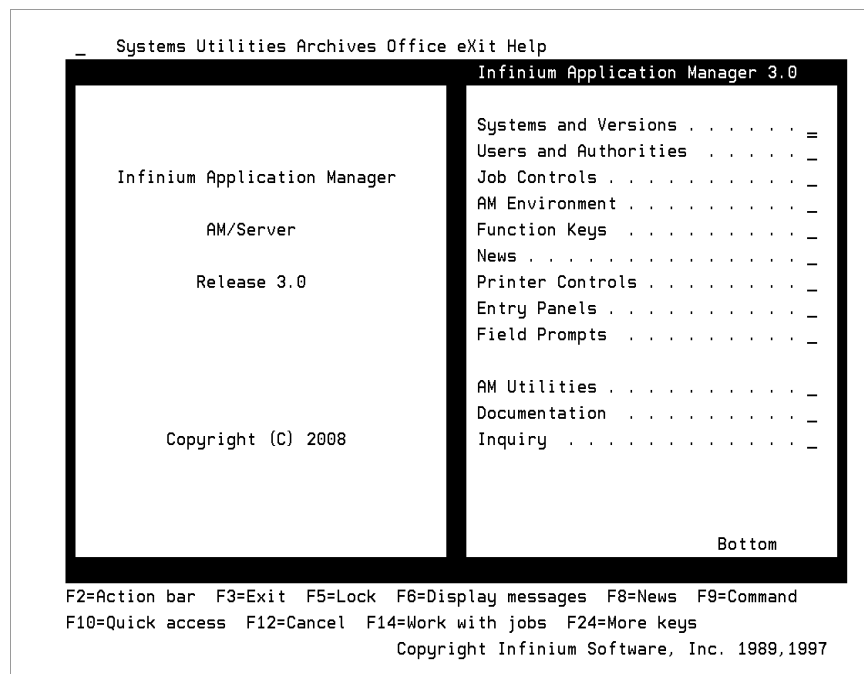 _ Systems Utilities Archives Office eXit Help
Infinium Application Manager 3.0
Infinium Application Manager
AM/Server
Release 3.0
Copyright (C) 2008
Systems and Versions . . . . . . _
Users and Authorities . . . . . _
Job Controls . . . . . . . . . . _
AM Environment . . . . . . . . . _
Function Keys . . . . . . . . . _
News . . . . . . . . . . . . . . _
Printer Controls . . . . . . . . _
Entry Panels . . . . . . . . . . _
Field Prompts . . . . . . . . . _
AM Utilities . . . . . . . . . . _
Documentation . . . . . . . . . _
Inquiry . . . . . . . . . . . . _
Bottom
F2=Action bar F3=Exit F5=Lock F6=Display messages F8=News F9=Command
F10=Quick access F12=Cancel F14=Work with jobs F24=More keys
Copyright Infinium Software, Inc. 1989,1997